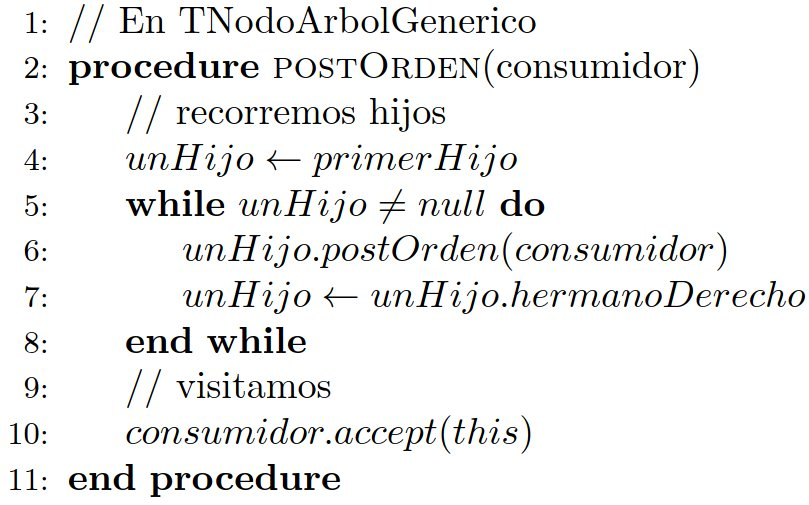 1: // En TNodoArbolGenerico
2: procedure POSTORDEN(consumidor)
3: // recorremos hijos
4: unHijo ← primerHijo
5: while unHijo ≠ null do
6: unHijo.postOrden(consumidor)
7: unHijo ← unHijo.hermanoDerecho
8: end while
9: // visitamos
10: consumidor.accept(this)
11: end procedure